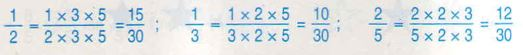 1/2 = 1 × 3 × 5 / 2 × 3 × 5 = 15/30 ; 1/3 = 1 × 2 × 5 / 3 × 2 × 5 = 10/30 ; 2/5 = 2 × 2 × 3 / 5 × 2 × 3 = 12/30